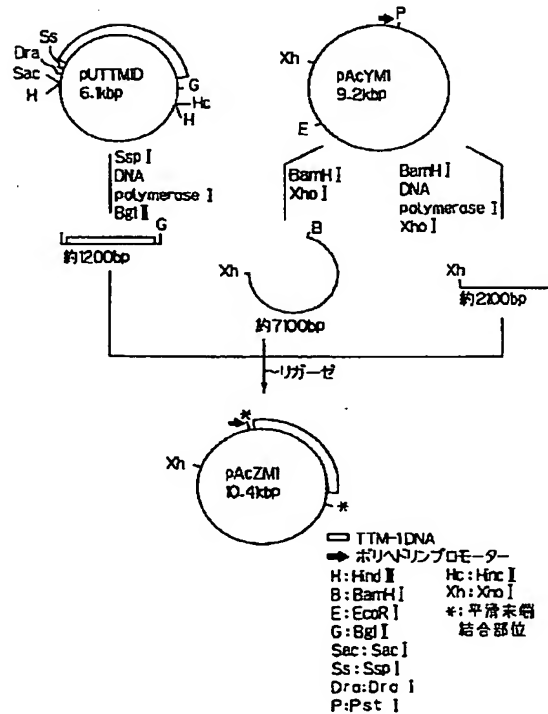 Ss
Dra
Sac
H
pUTTMID
6.1kbp
G
Hc
H
P
Xh
pAcYM1
9.2kbp
E
Ssp I
DNA
polymerase I
Bgl II
BamH I
Xho I
BamH I
DNA
polymerase I
Xho I
I
G
約1200bp
B
Xh
約7100bp
Xh
約2100bp
リガーゼ
*
Xh
pAcZM1
10.4kbp
*
TTM-1DNA
ポリヘドリンプロモーター
H:Hind III
Hc:Hinc II
B:BamH I
Xh:Xho I
E:EcoR I
*:平滑末端
結合部位
G:Bgl II
Sac:Sac I
Ss:Ssp I
Dra:Dra I
P:Pst I